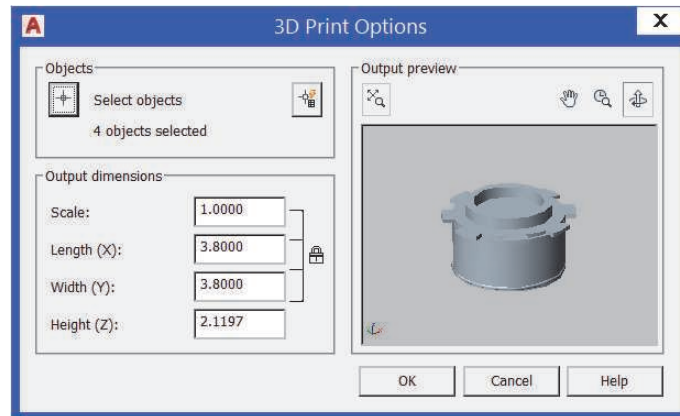 A
3D Print Options
X
Objects
Select objects
4 objects selected
Output dimensions
Scale:
1.0000
Length (X):
3.8000
Width (Y):
3.8000
Height (Z):
2.1197
Output preview
OK
Cancel
Help